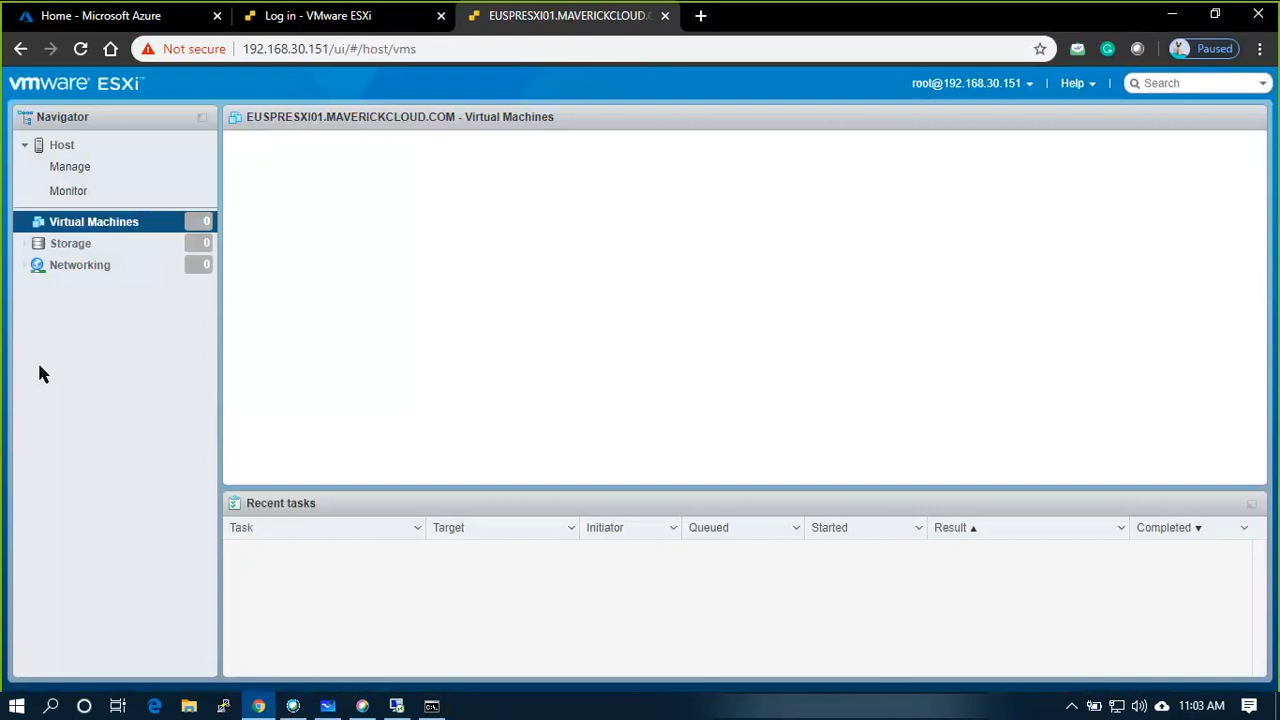 Home - Microsoft Azure
Log in - VMware ESXi
EUSPRESXI01.MAVERICKCLOUD.C
Not secure
192.168.30.151/ui/#/host/vms
Paused
vmware ESXi
root@192.168.30.151
Help
Search
Navigator
EUSPRESXI01.MAVERICKCLOUD.COM - Virtual Machines
Host
Manage
Monitor
Virtual Machines 0
Storage 0
Networking 0
Recent tasks
Task Target Initiator Queued Started Result Completed
11:03 AM